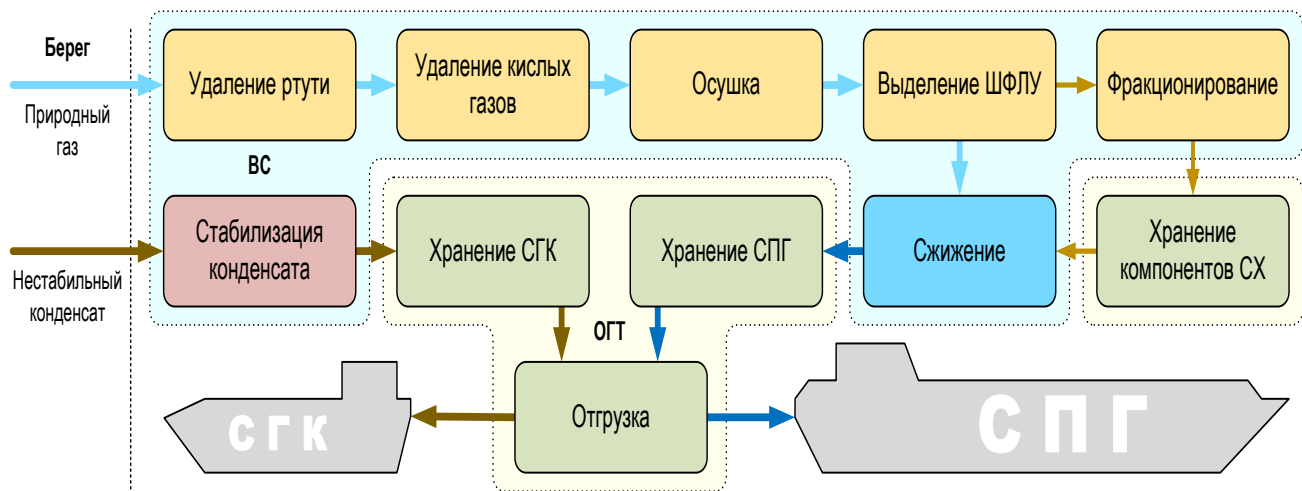 Берег
Природный
газ
Удаление ртути
Удаление кислых
газов
Осушка
Выделение ШФЛУ
Фракционирование
ВС
Нестабильный
конденсат
Стабилизация
конденсата
Хранение СГК
Хранение СПГ
Сжижение
Хранение
компонентов СХ
ОГТ
Отгрузка
СГК
СПГ